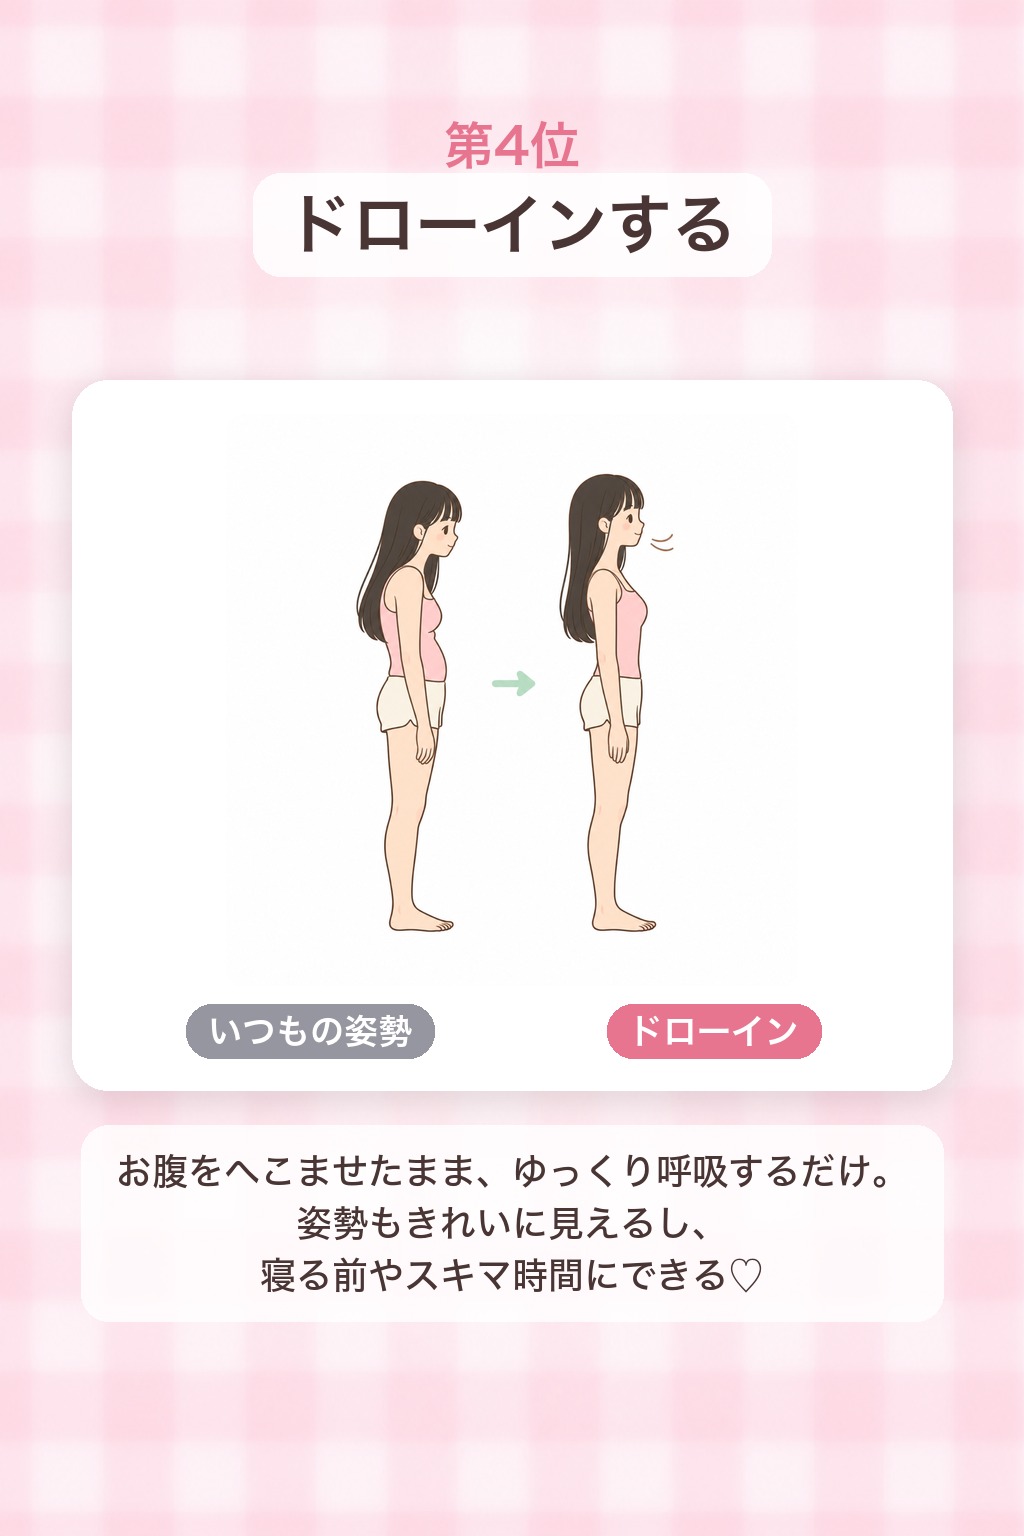 第4位
ドローインする
いつもの姿勢
ドローイン
お腹をへこませたまま、ゆっくり呼吸するだけ。
姿勢もきれいに見えるし、
寝る前やスキマ時間にできる♡